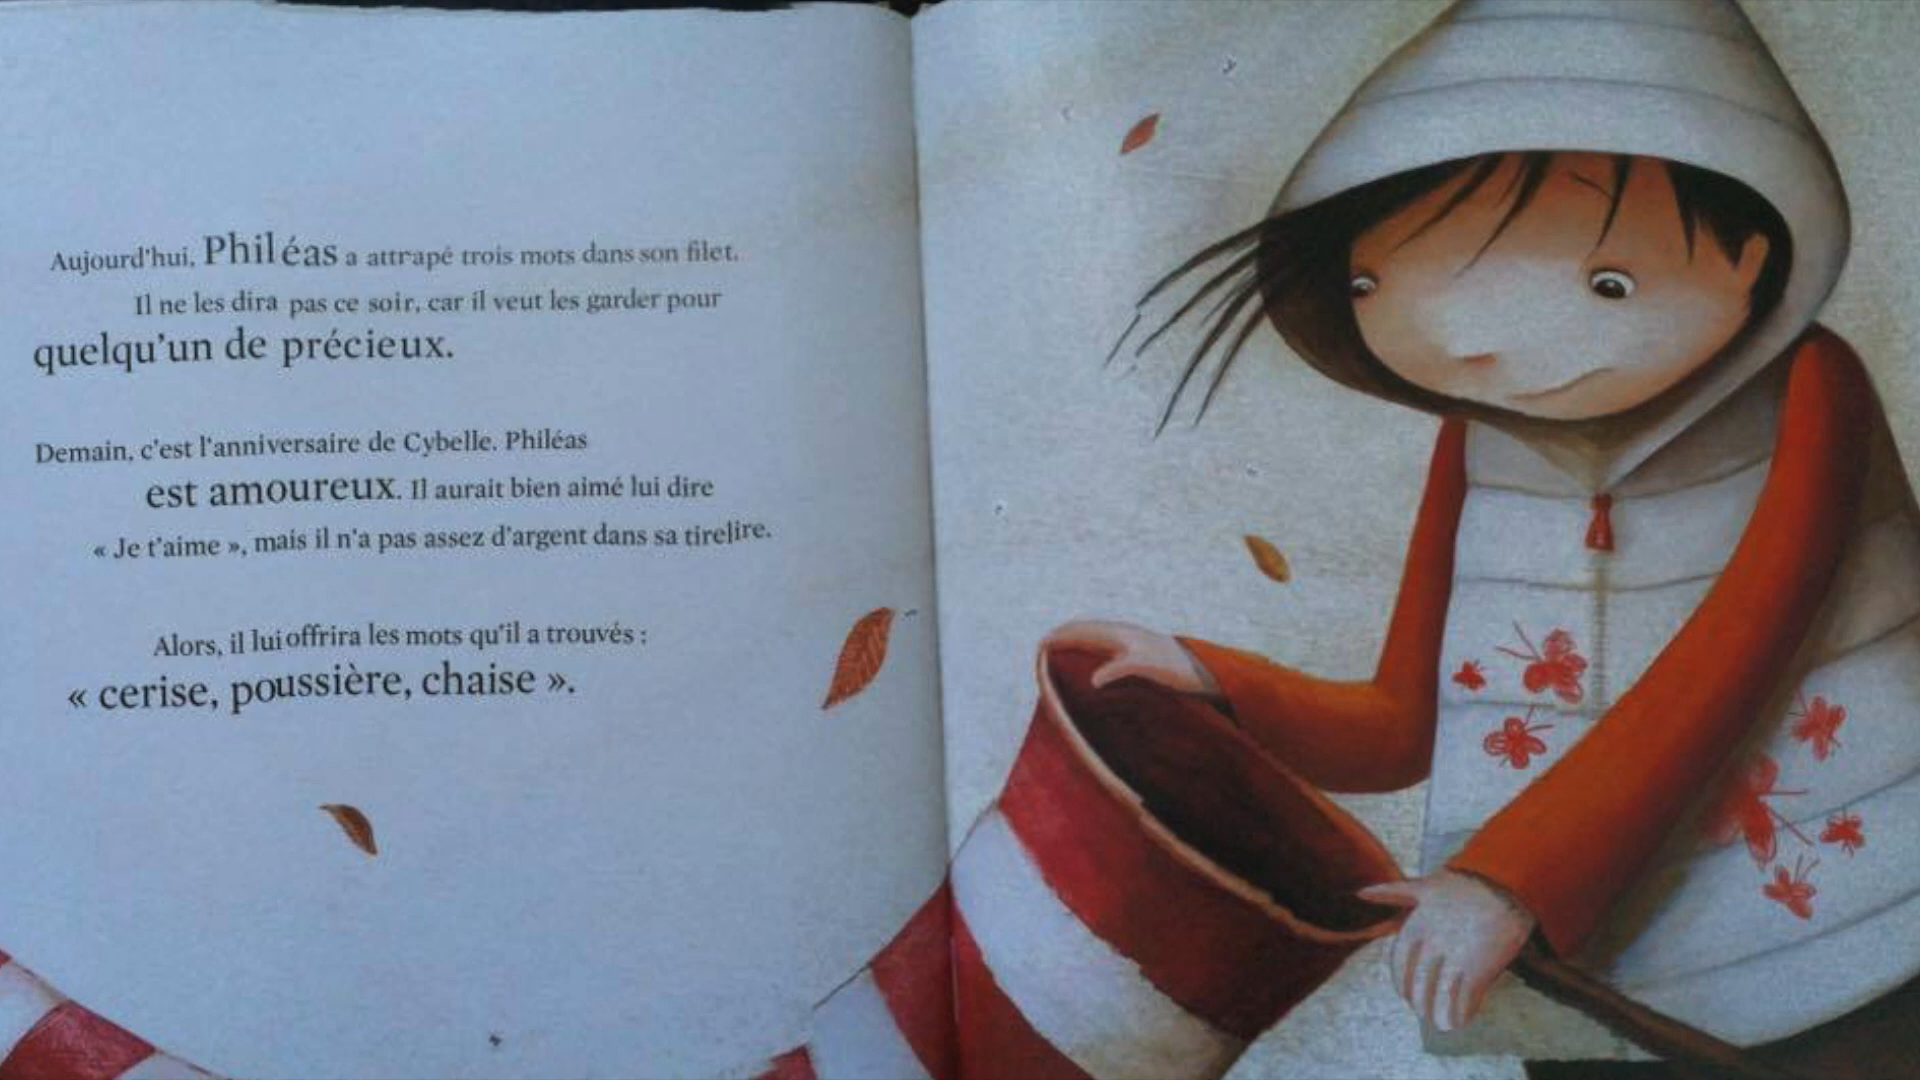 Aujourd'hui, Philéas a attrapé trois mots dans son filet.
Il ne les dira pas ce soir, car il veut les garder pour
quelqu'un de précieux.
Demain, c'est l'anniversaire de Cybelle. Philéas
est amoureux. Il aurait bien aimé lui dire
« Je t'aime », mais il n'a pas assez d'argent dans sa tirelire.
Alors, il lui offrira les mots qu'il a trouvés :
« cerise, poussière, chaise ».